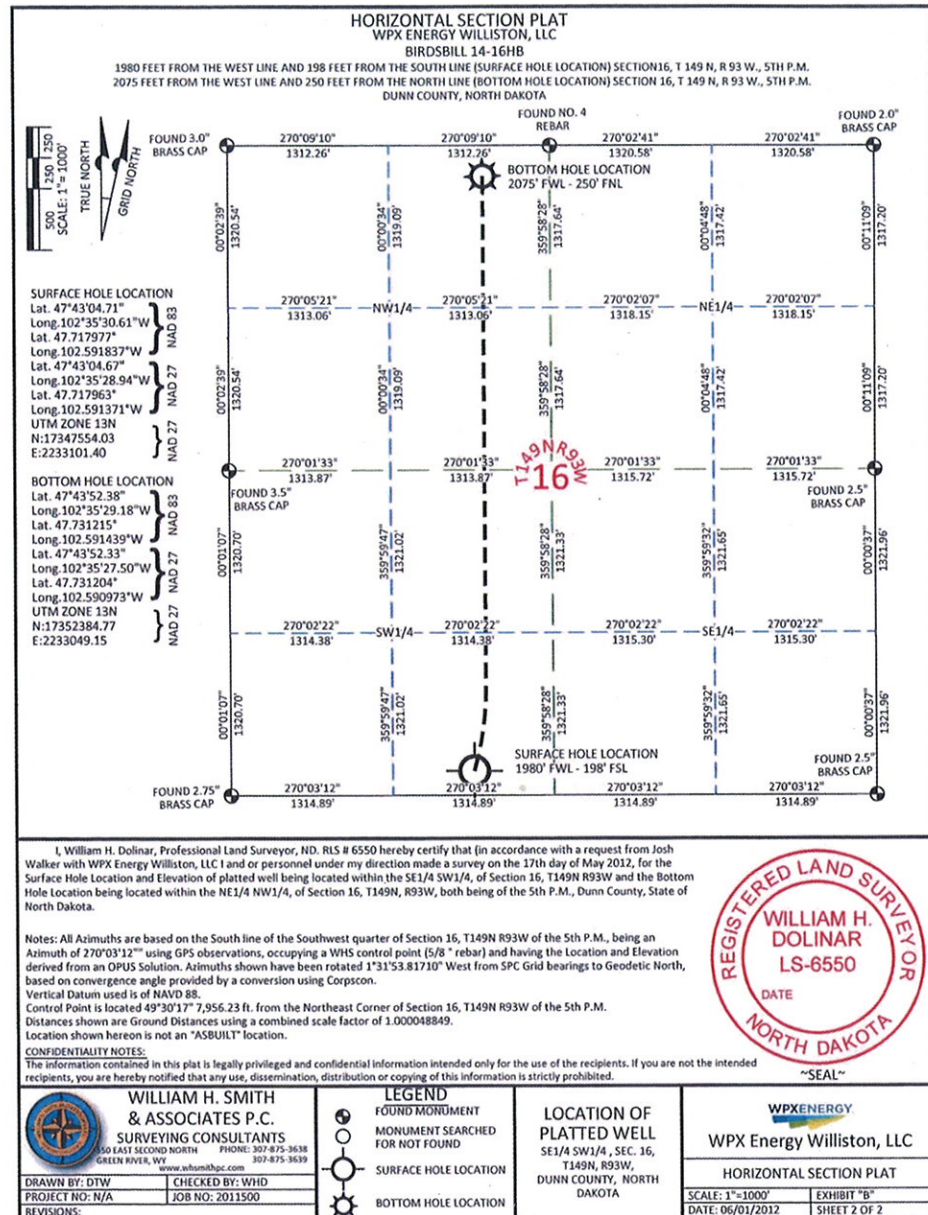 HORIZONTAL SECTION PLAT
WPX ENERGY WILLISTON, LLC
BIRDSBILL 14-16HB
1980 FEET FROM THE WEST LINE AND 198 FEET FROM THE SOUTH LINE (SURFACE HOLE LOCATION) SECTION16, T 149 N, R 93 W., 5TH P.M.
2075 FEET FROM THE WEST LINE AND 250 FEET FROM THE NORTH LINE (BOTTOM HOLE LOCATION) SECTION 16, T 149 N, R 93 W., 5TH P.M.
DUNN COUNTY, NORTH DAKOTA
500 250 250
SCALE: 1"= 1000'
TRUE NORTH
GRID NORTH
FOUND 3.0"
BRASS CAP
FOUND NO. 4
REBAR
FOUND 2.0"
BRASS CAP
270°09'10" 270°09'10" 270°02'41" 270°02'41"
1312.26' 1312.26' 1320.58' 1320.58'
BOTTOM HOLE LOCATION
2075' FWL - 250' FNL
00°02'39" 00°00'34" 359°58'28" 00°04'48" 00°11'09"
1320.54' 1319.09' 1317.64' 1317.42' 1317.20'
270°05'21" NW1/4 270°05'21" 270°02'07" NE1/4 270°02'07"
1313.06' 1313.06' 1318.15' 1318.15'
00°02'39" 00°00'34" 359°58'28" 00°04'48" 00°11'09"
1320.54' 1319.09' 1317.64' 1317.42' 1317.20'
T149N R93W
16
270°01'33" 270°01'33" 270°01'33" 270°01'33"
1313.87' 1313.87' 1315.72' 1315.72'
FOUND 3.5"
BRASS CAP
FOUND 2.5"
BRASS CAP
00°01'07" 359°59'47" 359°58'28" 359°59'32" 00°00'37"
1320.70' 1321.02' 1321.33' 1321.65' 1321.96'
270°02'22" SW1/4 270°02'22" 270°02'22" SE1/4 270°02'22"
1314.38' 1314.38' 1315.30' 1315.30'
00°01'07" 359°59'47" 359°58'28" 359°59'32" 00°00'37"
1320.70' 1321.02' 1321.33' 1321.65' 1321.96'
SURFACE HOLE LOCATION
1980' FWL - 198' FSL
FOUND 2.75"
BRASS CAP
FOUND 2.5"
BRASS CAP
270°03'12" 270°03'12" 270°03'12" 270°03'12"
1314.89' 1314.89' 1314.89' 1314.89'
SURFACE HOLE LOCATION
Lat. 47°43'04.71"
Long.102°35'30.61"W
Lat. 47.717977°
Long.102.591837°W
NAD 83
Lat. 47°43'04.67"
Long.102°35'28.94"W
Lat. 47.717963°
Long.102.591371°W
NAD 27
UTM ZONE 13N
N:17347554.03
E:2233101.40
NAD 27
BOTTOM HOLE LOCATION
Lat. 47°43'52.38"
Long.102°35'29.18"W
Lat. 47.731215°
Long.102.591439°W
NAD 83
Lat. 47°43'52.33"
Long.102°35'27.50"W
Lat. 47.731204°
Long.102.590973°W
NAD 27
UTM ZONE 13N
N:17352384.77
E:2233049.15
NAD 27
I, William H. Dolinar, Professional Land Surveyor, ND. RLS # 6550 hereby certify that (in accordance with a request from Josh
Walker with WPX Energy Williston, LLC I and or personnel under my direction made a survey on the 17th day of May 2012, for the
Surface Hole Location and Elevation of platted well being located within the SE1/4 SW1/4, of Section 16, T149N R93W and the Bottom
Hole Location being located within the NE1/4 NW1/4, of Section 16, T149N, R93W, both being of the 5th P.M., Dunn County, State of
North Dakota.
Notes: All Azimuths are based on the South line of the Southwest quarter of Section 16, T149N R93W of the 5th P.M., being an
Azimuth of 270°03'12"" using GPS observations, occupying a WHS control point (5/8 " rebar) and having the Location and Elevation
derived from an OPUS Solution. Azimuths shown have been rotated 1°31'53.81710" West from SPC Grid bearings to Geodetic North,
based on convergence angle provided by a conversion using Corpscon.
Vertical Datum used is of NAVD 88.
Control Point is located 49°30'17" 7,956.23 ft. from the Northeast Corner of Section 16, T149N R93W of the 5th P.M.
Distances shown are Ground Distances using a combined scale factor of 1.000048849.
Location shown hereon is not an "ASBUILT" location.
CONFIDENTIALITY NOTES:
The information contained in this plat is legally privileged and confidential information intended only for the use of the recipients. If you are not the intended
recipients, you are hereby notified that any use, dissemination, distribution or copying of this information is strictly prohibited.
REGISTERED LAND SURVEYOR
WILLIAM H.
DOLINAR
LS-6550
DATE
NORTH DAKOTA
~SEAL~
WILLIAM H. SMITH
& ASSOCIATES P.C.
SURVEYING CONSULTANTS
550 EAST SECOND NORTH PHONE: 307-875-3638
GREEN RIVER, WY 307-875-3639
www.whsmithpc.com
DRAWN BY: DTW CHECKED BY: WHD
PROJECT NO: N/A JOB NO: 2011500
REVISIONS:
LEGEND
FOUND MONUMENT
MONUMENT SEARCHED
FOR NOT FOUND
SURFACE HOLE LOCATION
BOTTOM HOLE LOCATION
LOCATION OF
PLATTED WELL
SE1/4 SW1/4 , SEC. 16,
T149N, R93W,
DUNN COUNTY, NORTH
DAKOTA
WPXENERGY
WPX Energy Williston, LLC
HORIZONTAL SECTION PLAT
SCALE: 1"=1000' EXHIBIT "B"
DATE: 06/01/2012 SHEET 2 OF 2